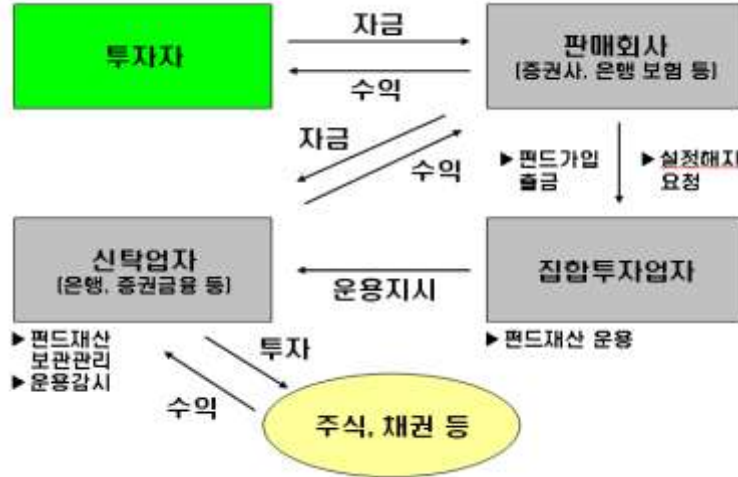 투자자
자금
수익
판매회사
(증권사, 은행 보험 등)
자금
수익
▶ 펀드가입
출금
▶ 설정해지
요청
신탁업자
(은행, 증권금융 등)
운용지시
집합투자업자
▶ 펀드재산
보관관리
▶ 운용감시
투자
수익
▶ 펀드재산 운용
주식, 채권 등